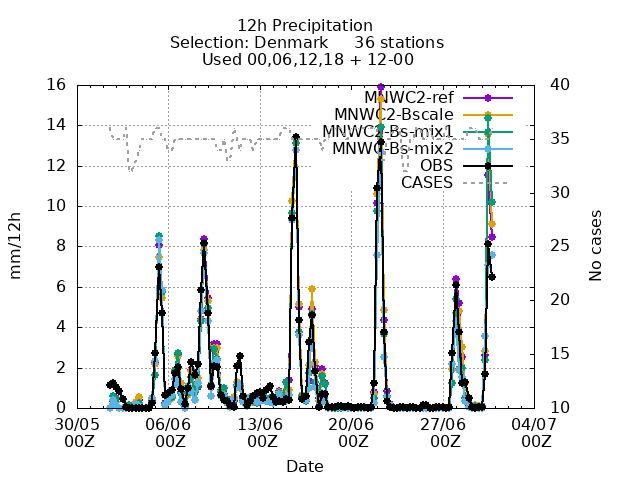 12h Precipitation
Selection: Denmark 36 stations
Used 00,06,12,18 + 12-00
16 40
MNWC2-ref
MNWC2-Bscale
14 35
MNWC2-Bs-mix1
MNWC-Bs-mix2
12 OBS
CASES 30
10
8 25
6 20
4 15
2
0 10
mm/12h
No cases
30/05 06/06 13/06 20/06 27/06 04/07
00Z 00Z 00Z 00Z 00Z 00Z
Date